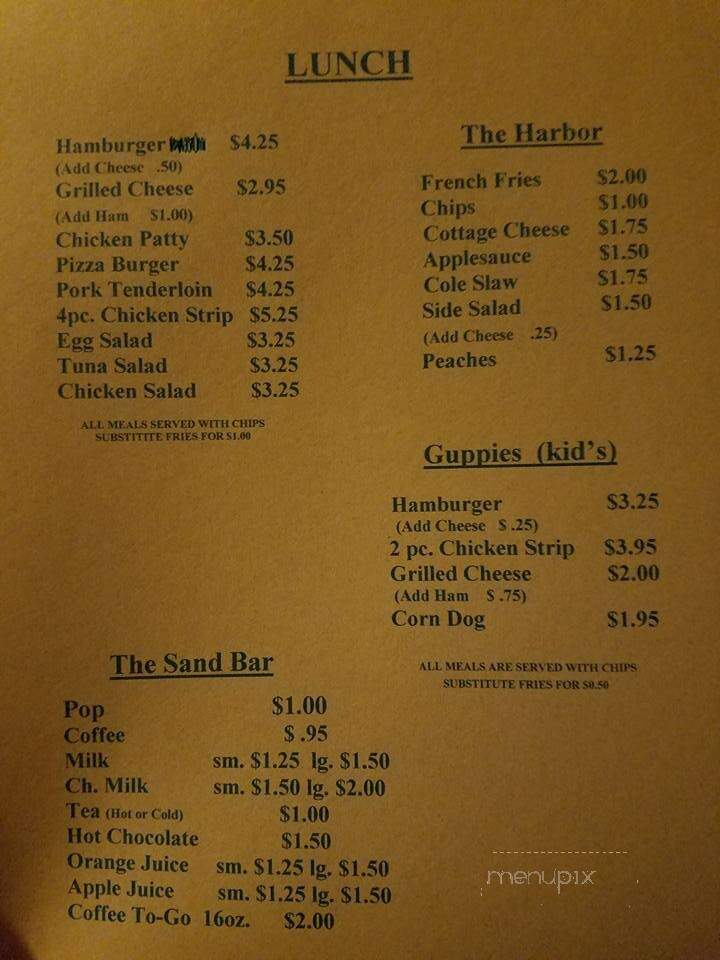 LUNCH
Hamburger $4.25
(Add Cheese .50)
Grilled Cheese $2.95
(Add Ham $1.00)
Chicken Patty $3.50
Pizza Burger $4.25
Pork Tenderloin $4.25
4pc. Chicken Strip $5.25
Egg Salad $3.25
Tuna Salad $3.25
Chicken Salad $3.25
ALL MEALS SERVED WITH CHIPS
SUBSTITITE FRIES FOR $1.00
The Harbor
French Fries $2.00
Chips $1.00
Cottage Cheese $1.75
Applesauce $1.50
Cole Slaw $1.75
Side Salad $1.50
(Add Cheese .25)
Peaches $1.25
Guppies (kid's)
Hamburger $3.25
(Add Cheese $ .25)
2 pc. Chicken Strip $3.95
Grilled Cheese $2.00
(Add Ham $ .75)
Corn Dog $1.95
ALL MEALS ARE SERVED WITH CHIPS
SUBSTITUTE FRIES FOR $0.50
The Sand Bar
Pop $1.00
Coffee $ .95
Milk sm. $1.25 lg. $1.50
Ch. Milk sm. $1.50 lg. $2.00
Tea (Hot or Cold) $1.00
Hot Chocolate $1.50
Orange Juice sm. $1.25 lg. $1.50
Apple Juice sm. $1.25 lg. $1.50
Coffee To-Go 16oz. $2.00
menupix